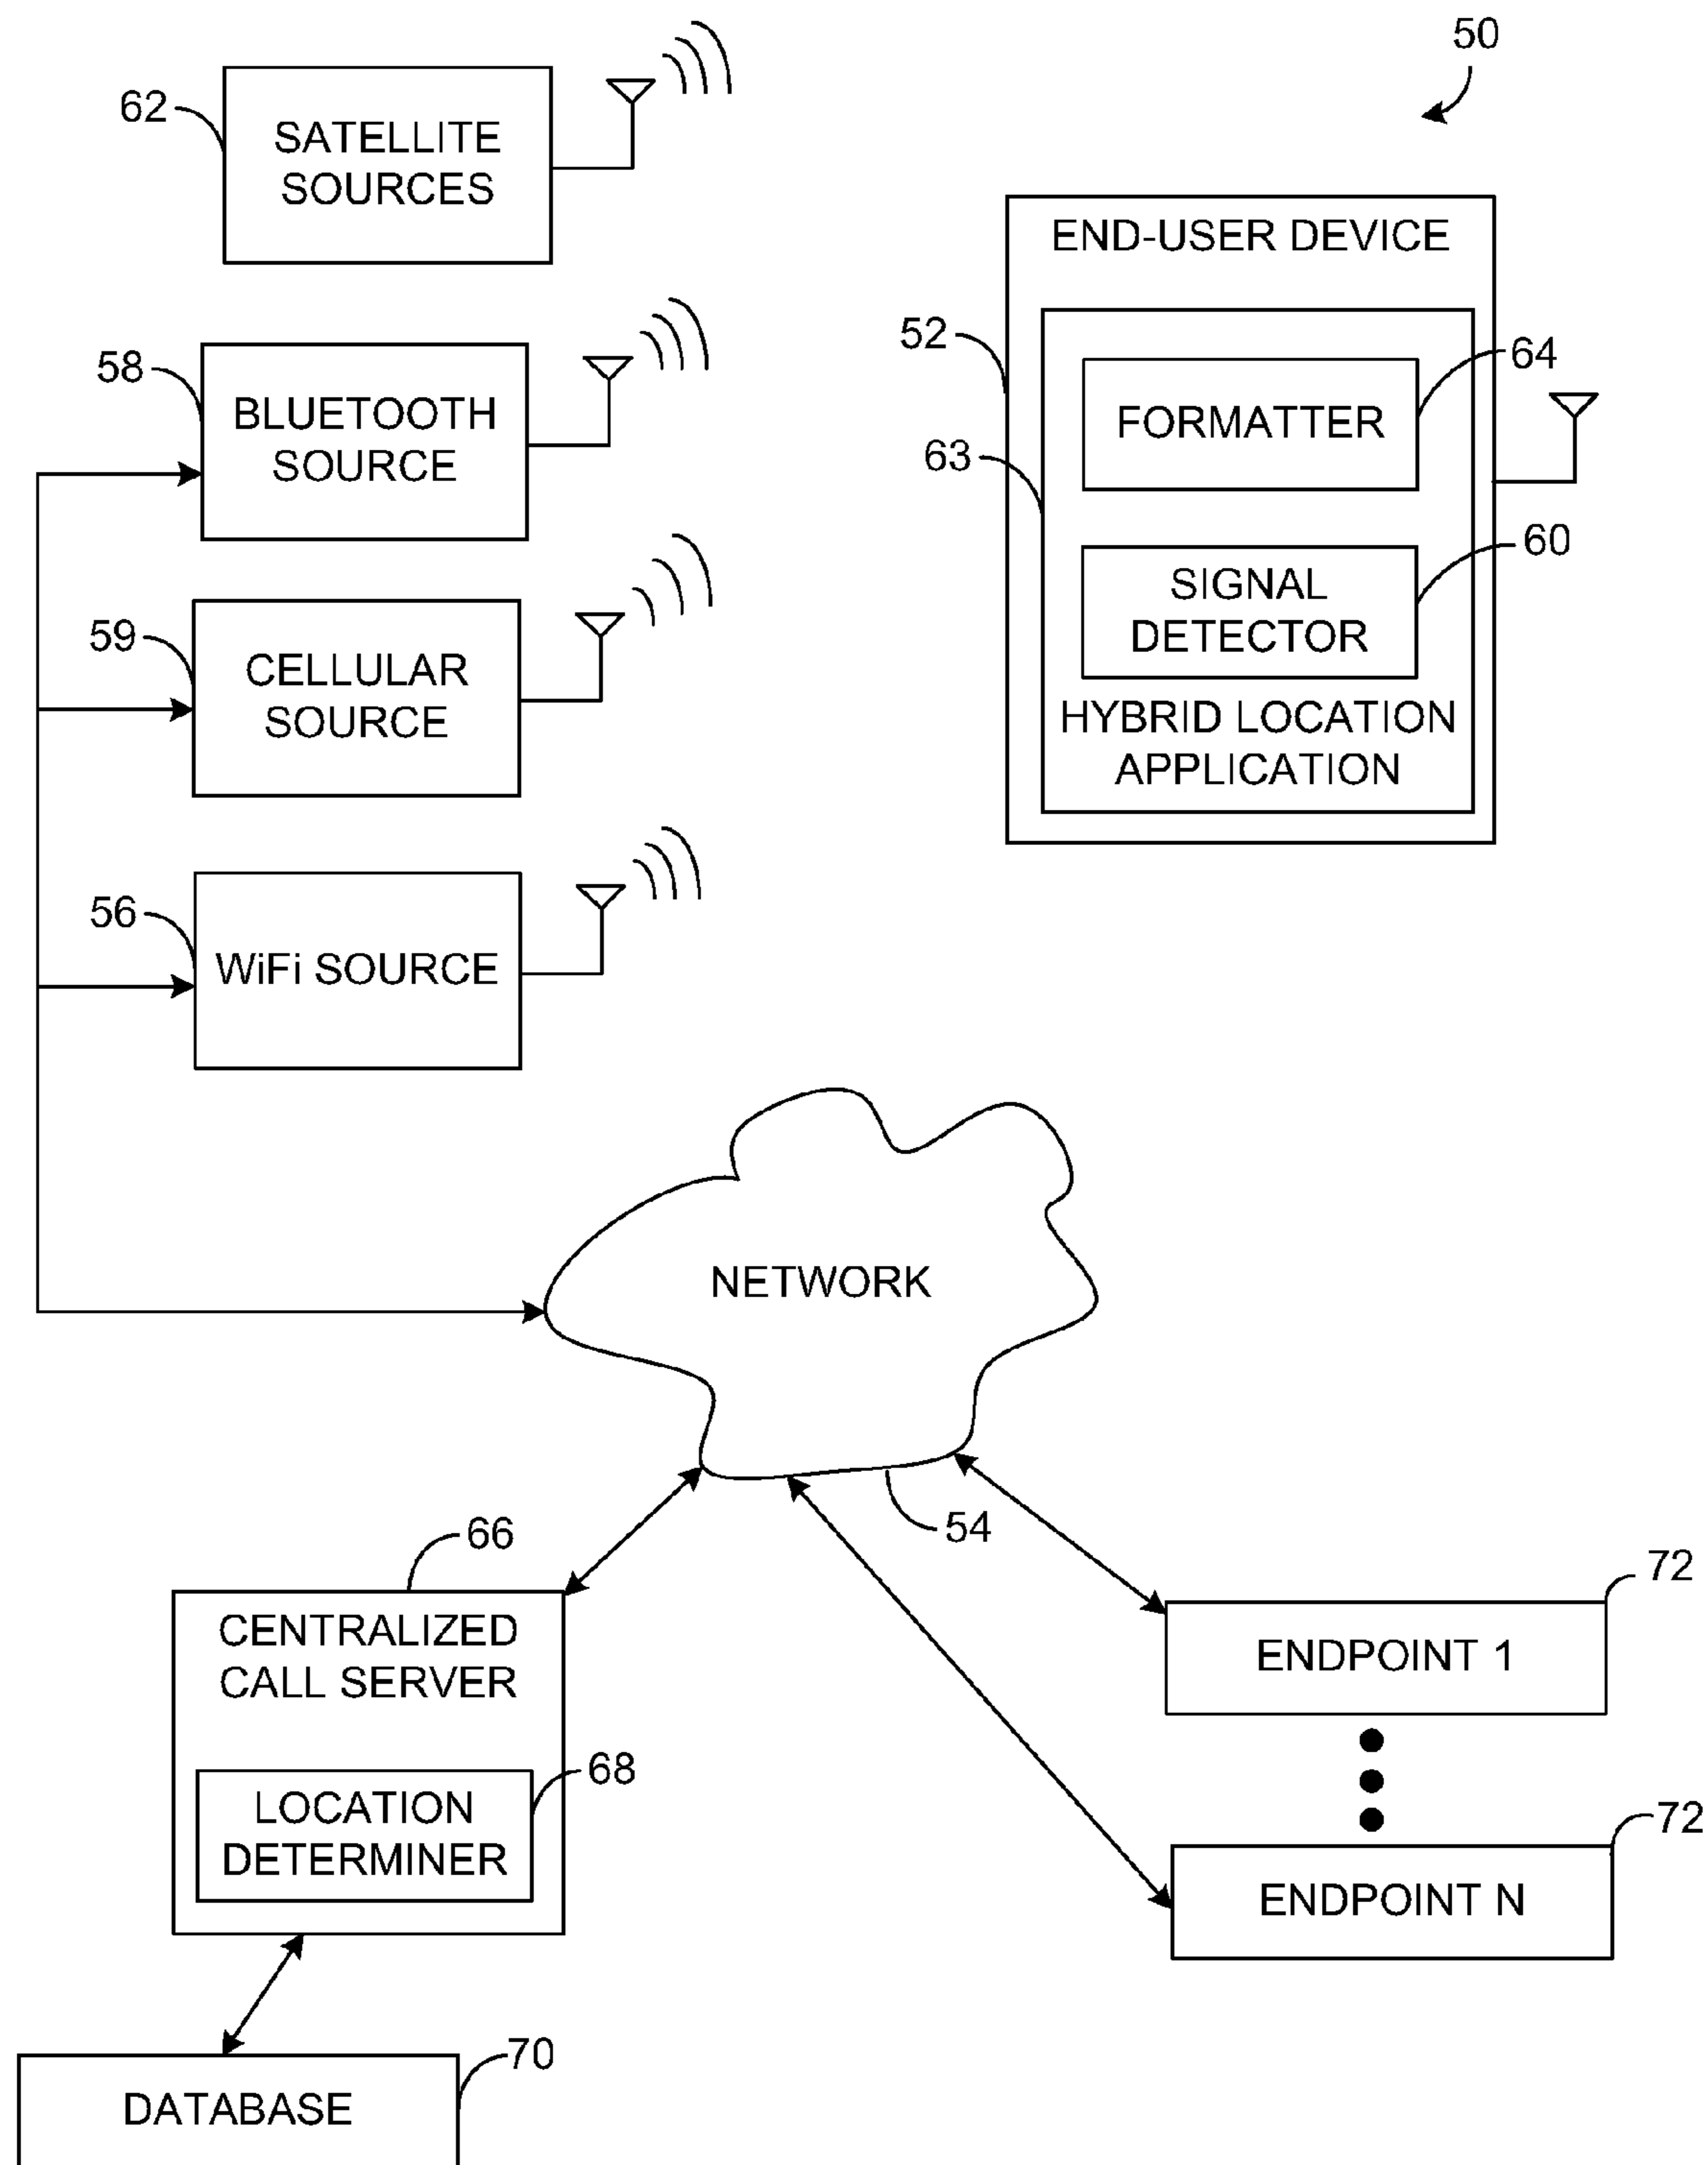 50
62
SATELLITE
SOURCES
END-USER DEVICE
52
58
BLUETOOTH
SOURCE
64
FORMATTER
63
60
SIGNAL
DETECTOR
59
CELLULAR
SOURCE
HYBRID LOCATION
APPLICATION
56
WiFi SOURCE
NETWORK
54
66
CENTRALIZED
CALL SERVER
72
ENDPOINT 1
68
LOCATION
DETERMINER
72
ENDPOINT N
70
DATABASE